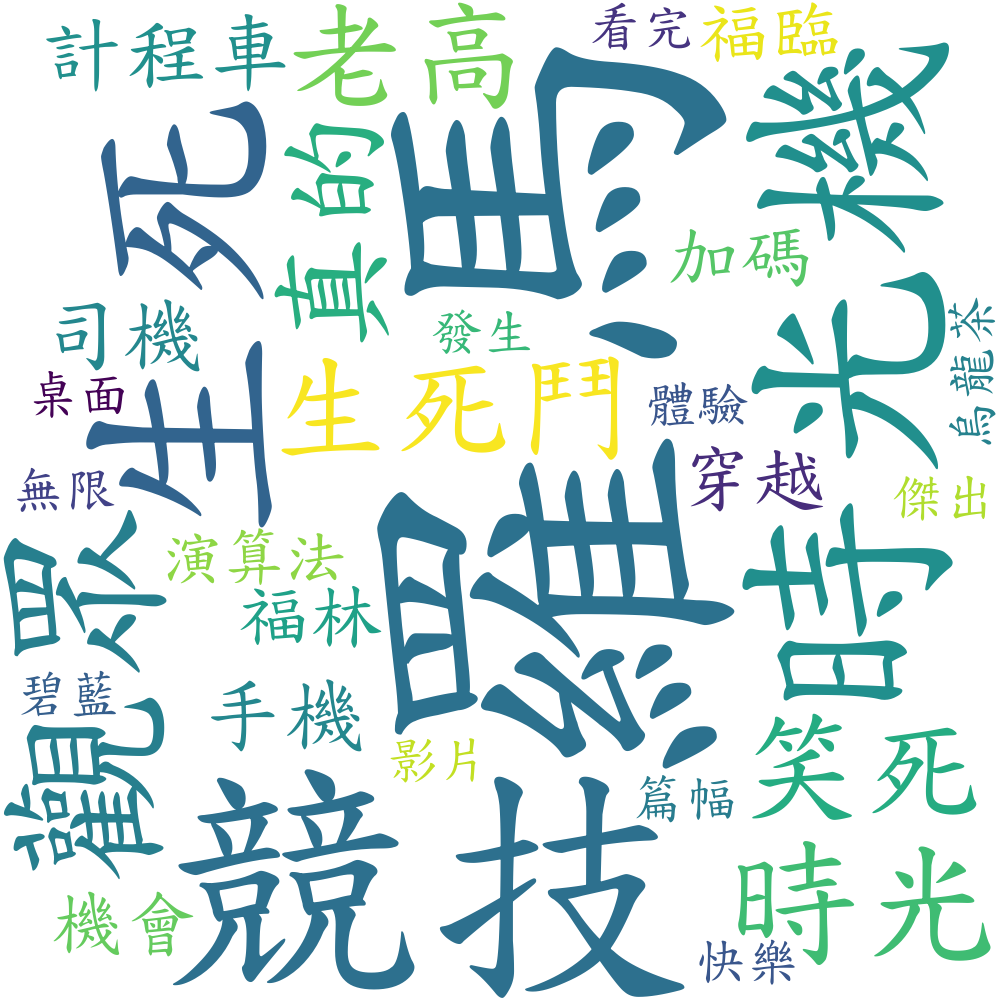 計程車
老高
看完
福臨
羅馬
時光機
生死
真的
加碼
司機
發生
烏龍茶
桌面
生死鬥
體驗
無限
穿越
傑出
觀眾
演算法
福林
碧藍
手機
影片
笑死
篇幅
競技
時光
機會
快樂